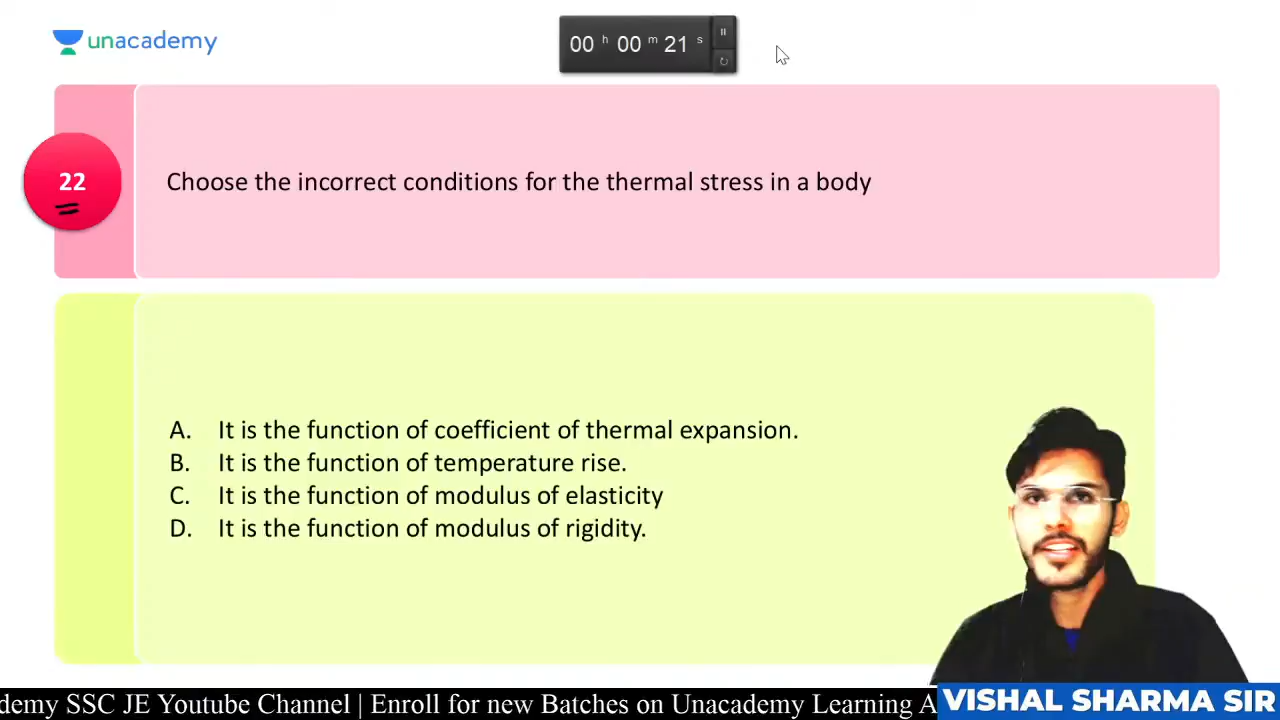 unacademy
00 h 00 m 21 s
22
Choose the incorrect conditions for the thermal stress in a body
A. It is the function of coefficient of thermal expansion.
B. It is the function of temperature rise.
C. It is the function of modulus of elasticity
D. It is the function of modulus of rigidity.
demy SSC JE Youtube Channel | Enroll for new Batches on Unacademy Learning A
VISHAL SHARMA SIR